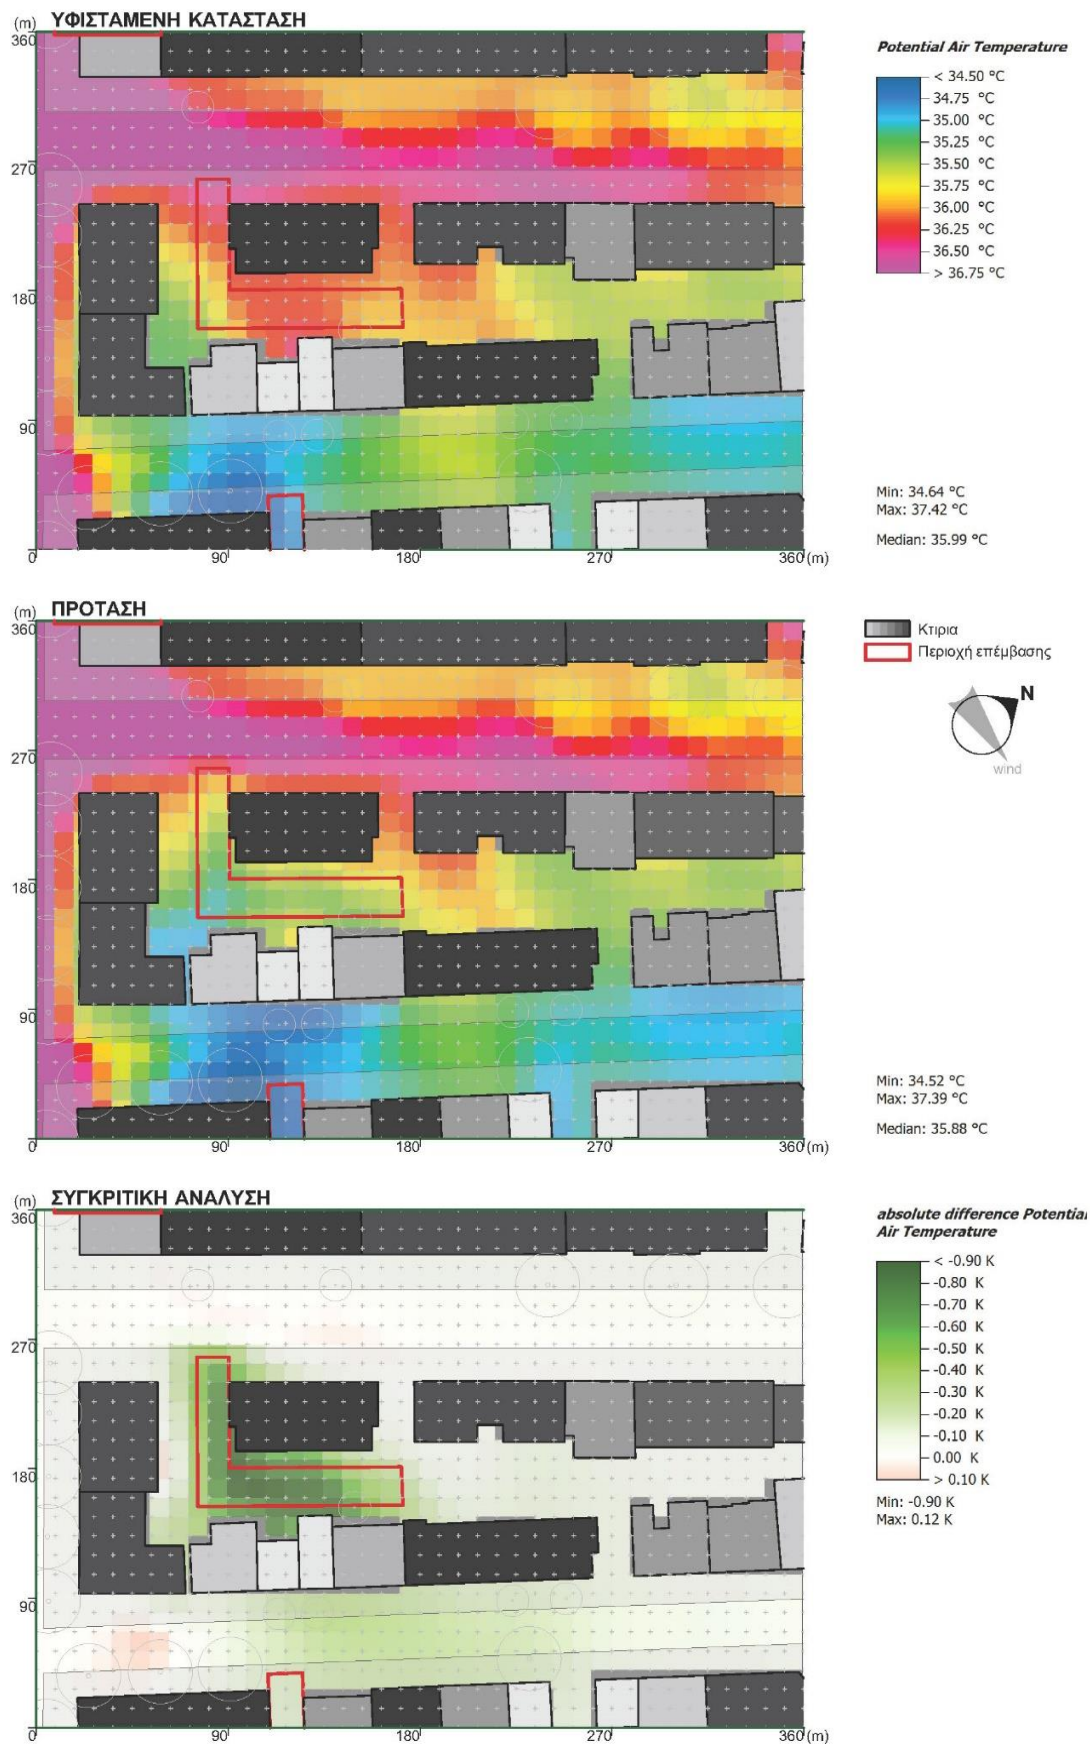 (m) ΥΦΙΣΤΑΜΕΝΗ ΚΑΤΑΣΤΑΣΗ
360
270
180
90
0 90 180 270 360 (m)
Potential Air Temperature
< 34.50 °C
34.75 °C
35.00 °C
35.25 °C
35.50 °C
35.75 °C
36.00 °C
36.25 °C
36.50 °C
> 36.75 °C
Min: 34.64 °C
Max: 37.42 °C
Median: 35.99 °C
(m) ΠΡΟΤΑΣΗ
360
270
180
90
0 90 180 270 360 (m)
Κτιρια
Περιοχή επέμβασης
N
wind
Min: 34.52 °C
Max: 37.39 °C
Median: 35.88 °C
(m) ΣΥΓΚΡΙΤΙΚΗ ΑΝΑΛΥΣΗ
360
270
180
90
0 90 180 270 360 (m)
absolute difference Potential
Air Temperature
< -0.90 K
-0.80 K
-0.70 K
-0.60 K
-0.50 K
-0.40 K
-0.30 K
-0.20 K
-0.10 K
0.00 K
> 0.10 K
Min: -0.90 K
Max: 0.12 K